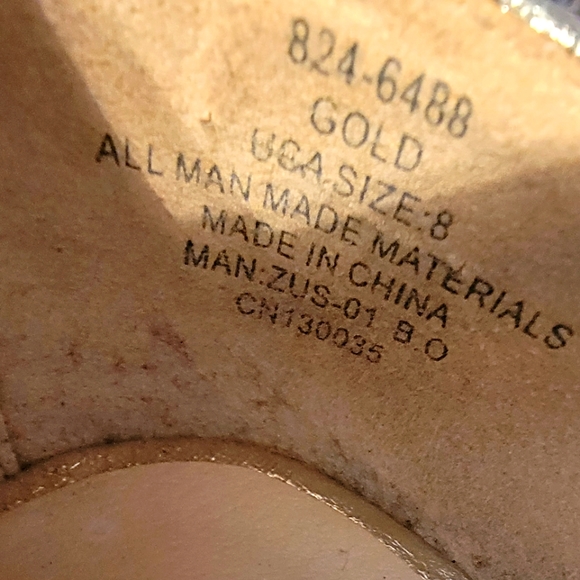 824-6488
GOLD
USA SIZE:8
ALL MAN MADE MATERIALS
MADE IN CHINA
MAN:ZUS-01 B.O
CN130035